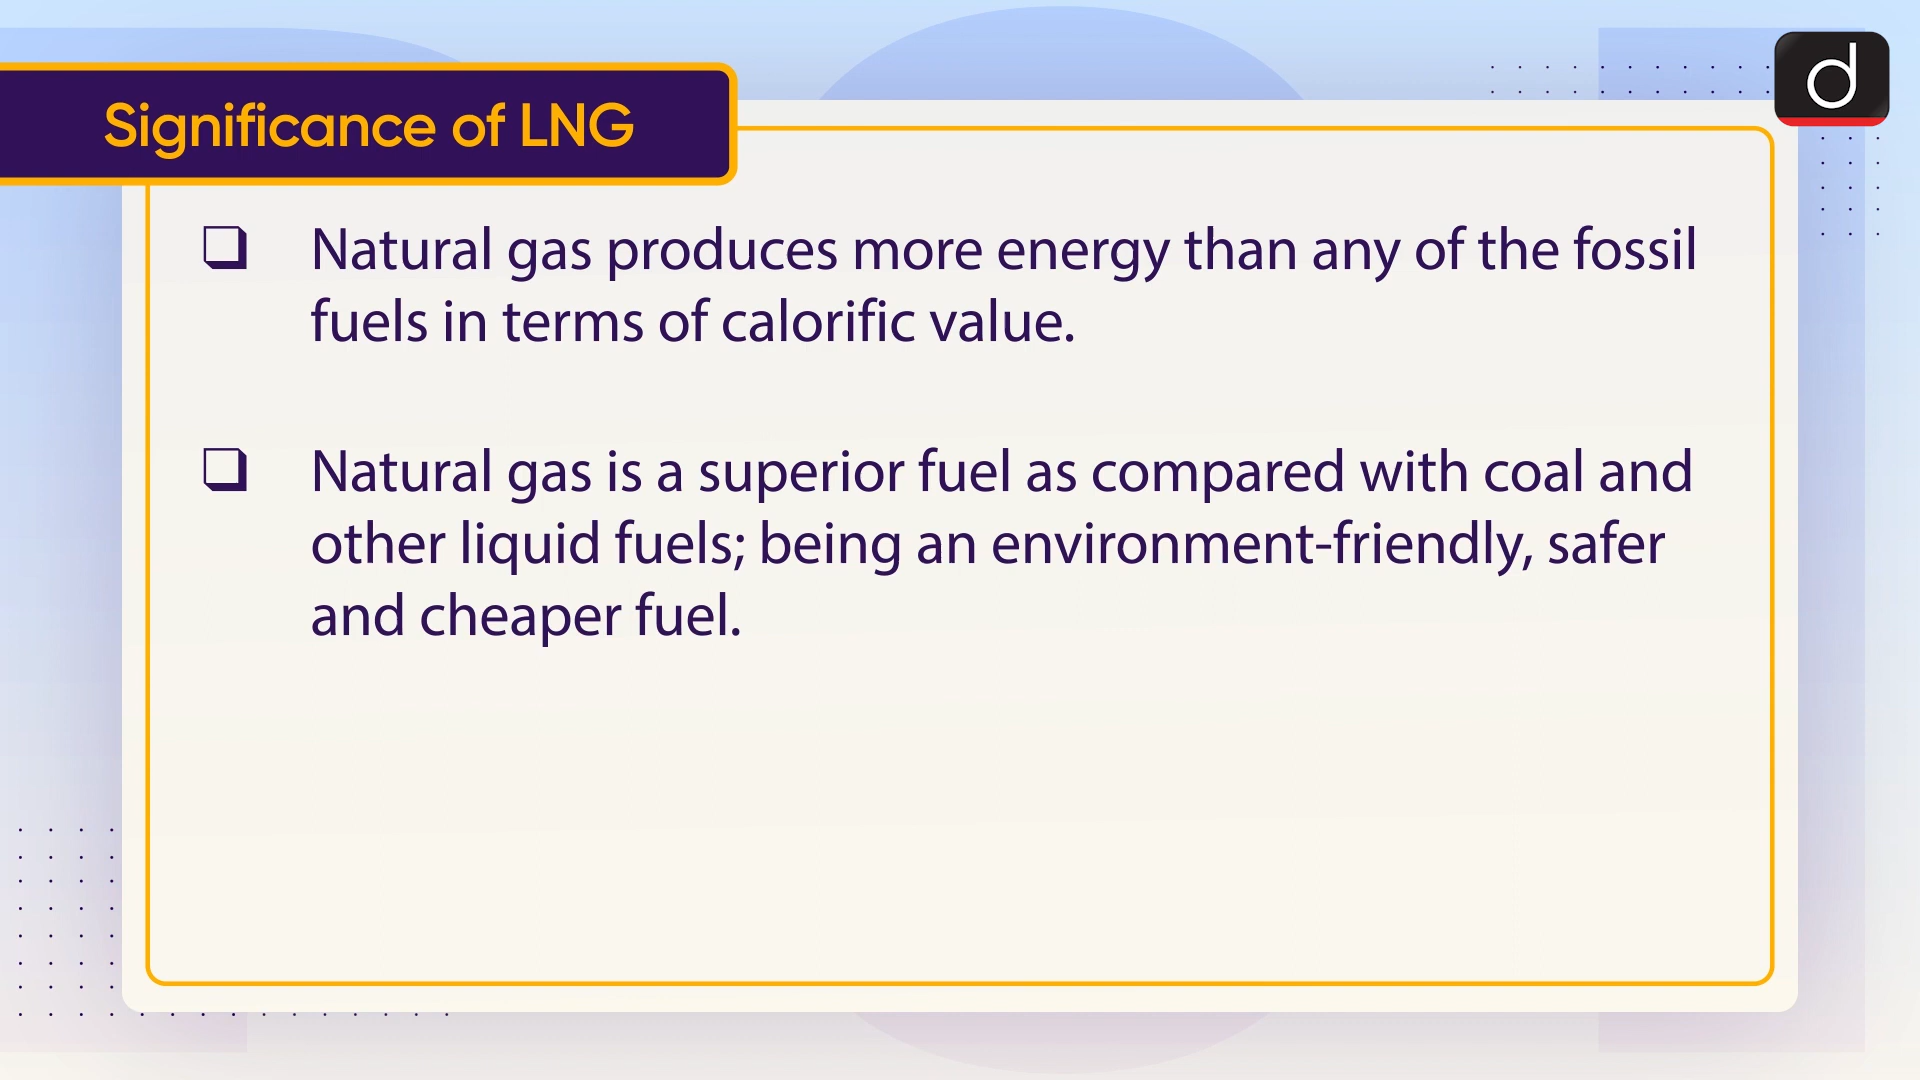 Significance of LNG
d
❑ Natural gas produces more energy than any of the fossil
fuels in terms of calorific value.
❑ Natural gas is a superior fuel as compared with coal and
other liquid fuels; being an environment-friendly, safer
and cheaper fuel.